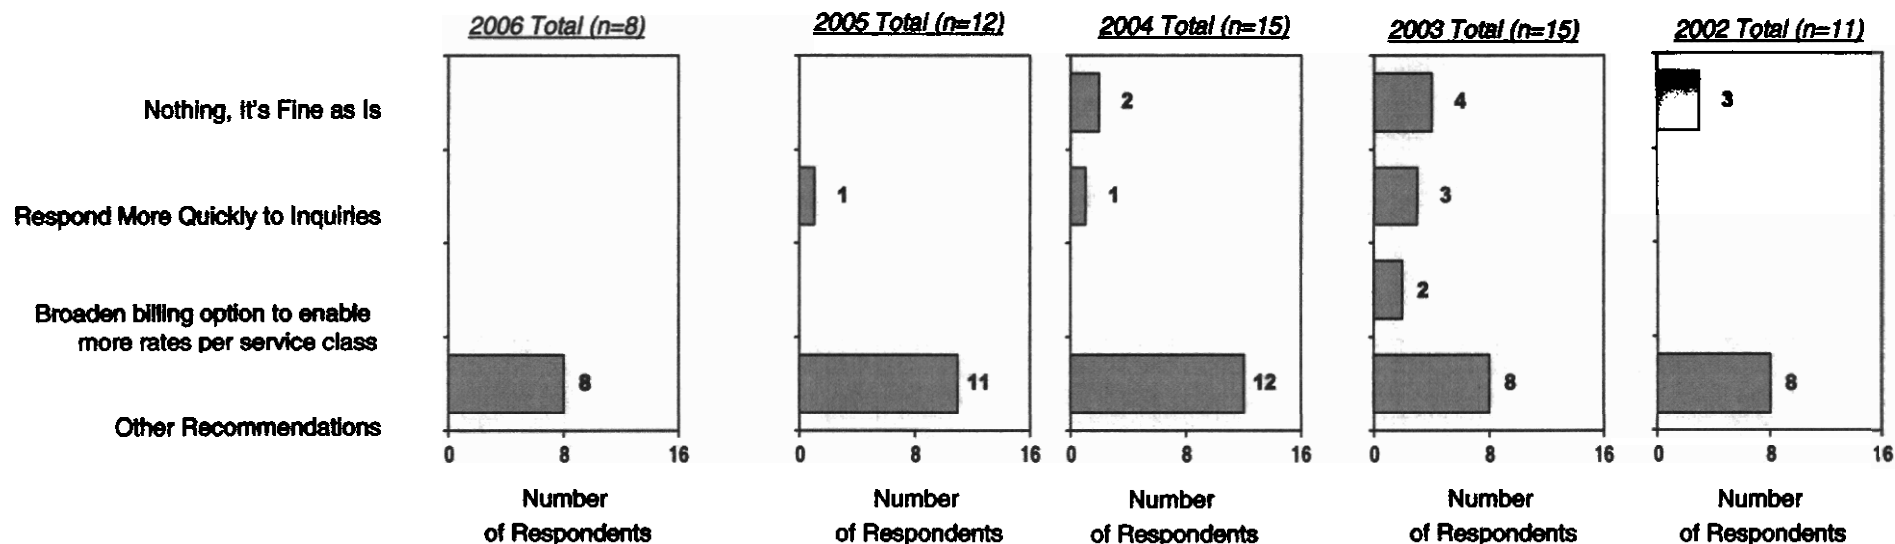 2006 Total (n=8) 2005 Total (n=12) 2004 Total (n=15) 2003 Total (n=15) 2002 Total (n=11)
Nothing, it's Fine as Is 2 4 3
Respond More Quickly to Inquiries 1 1 3
Broaden billing option to enable 2
more rates per service class
Other Recommendations 8 11 12 8 8
0 8 16 0 8 16 0 8 16 0 8 16 0 8 16
Number Number Number Number Number
of Respondents of Respondents of Respondents of Respondents of Respondents